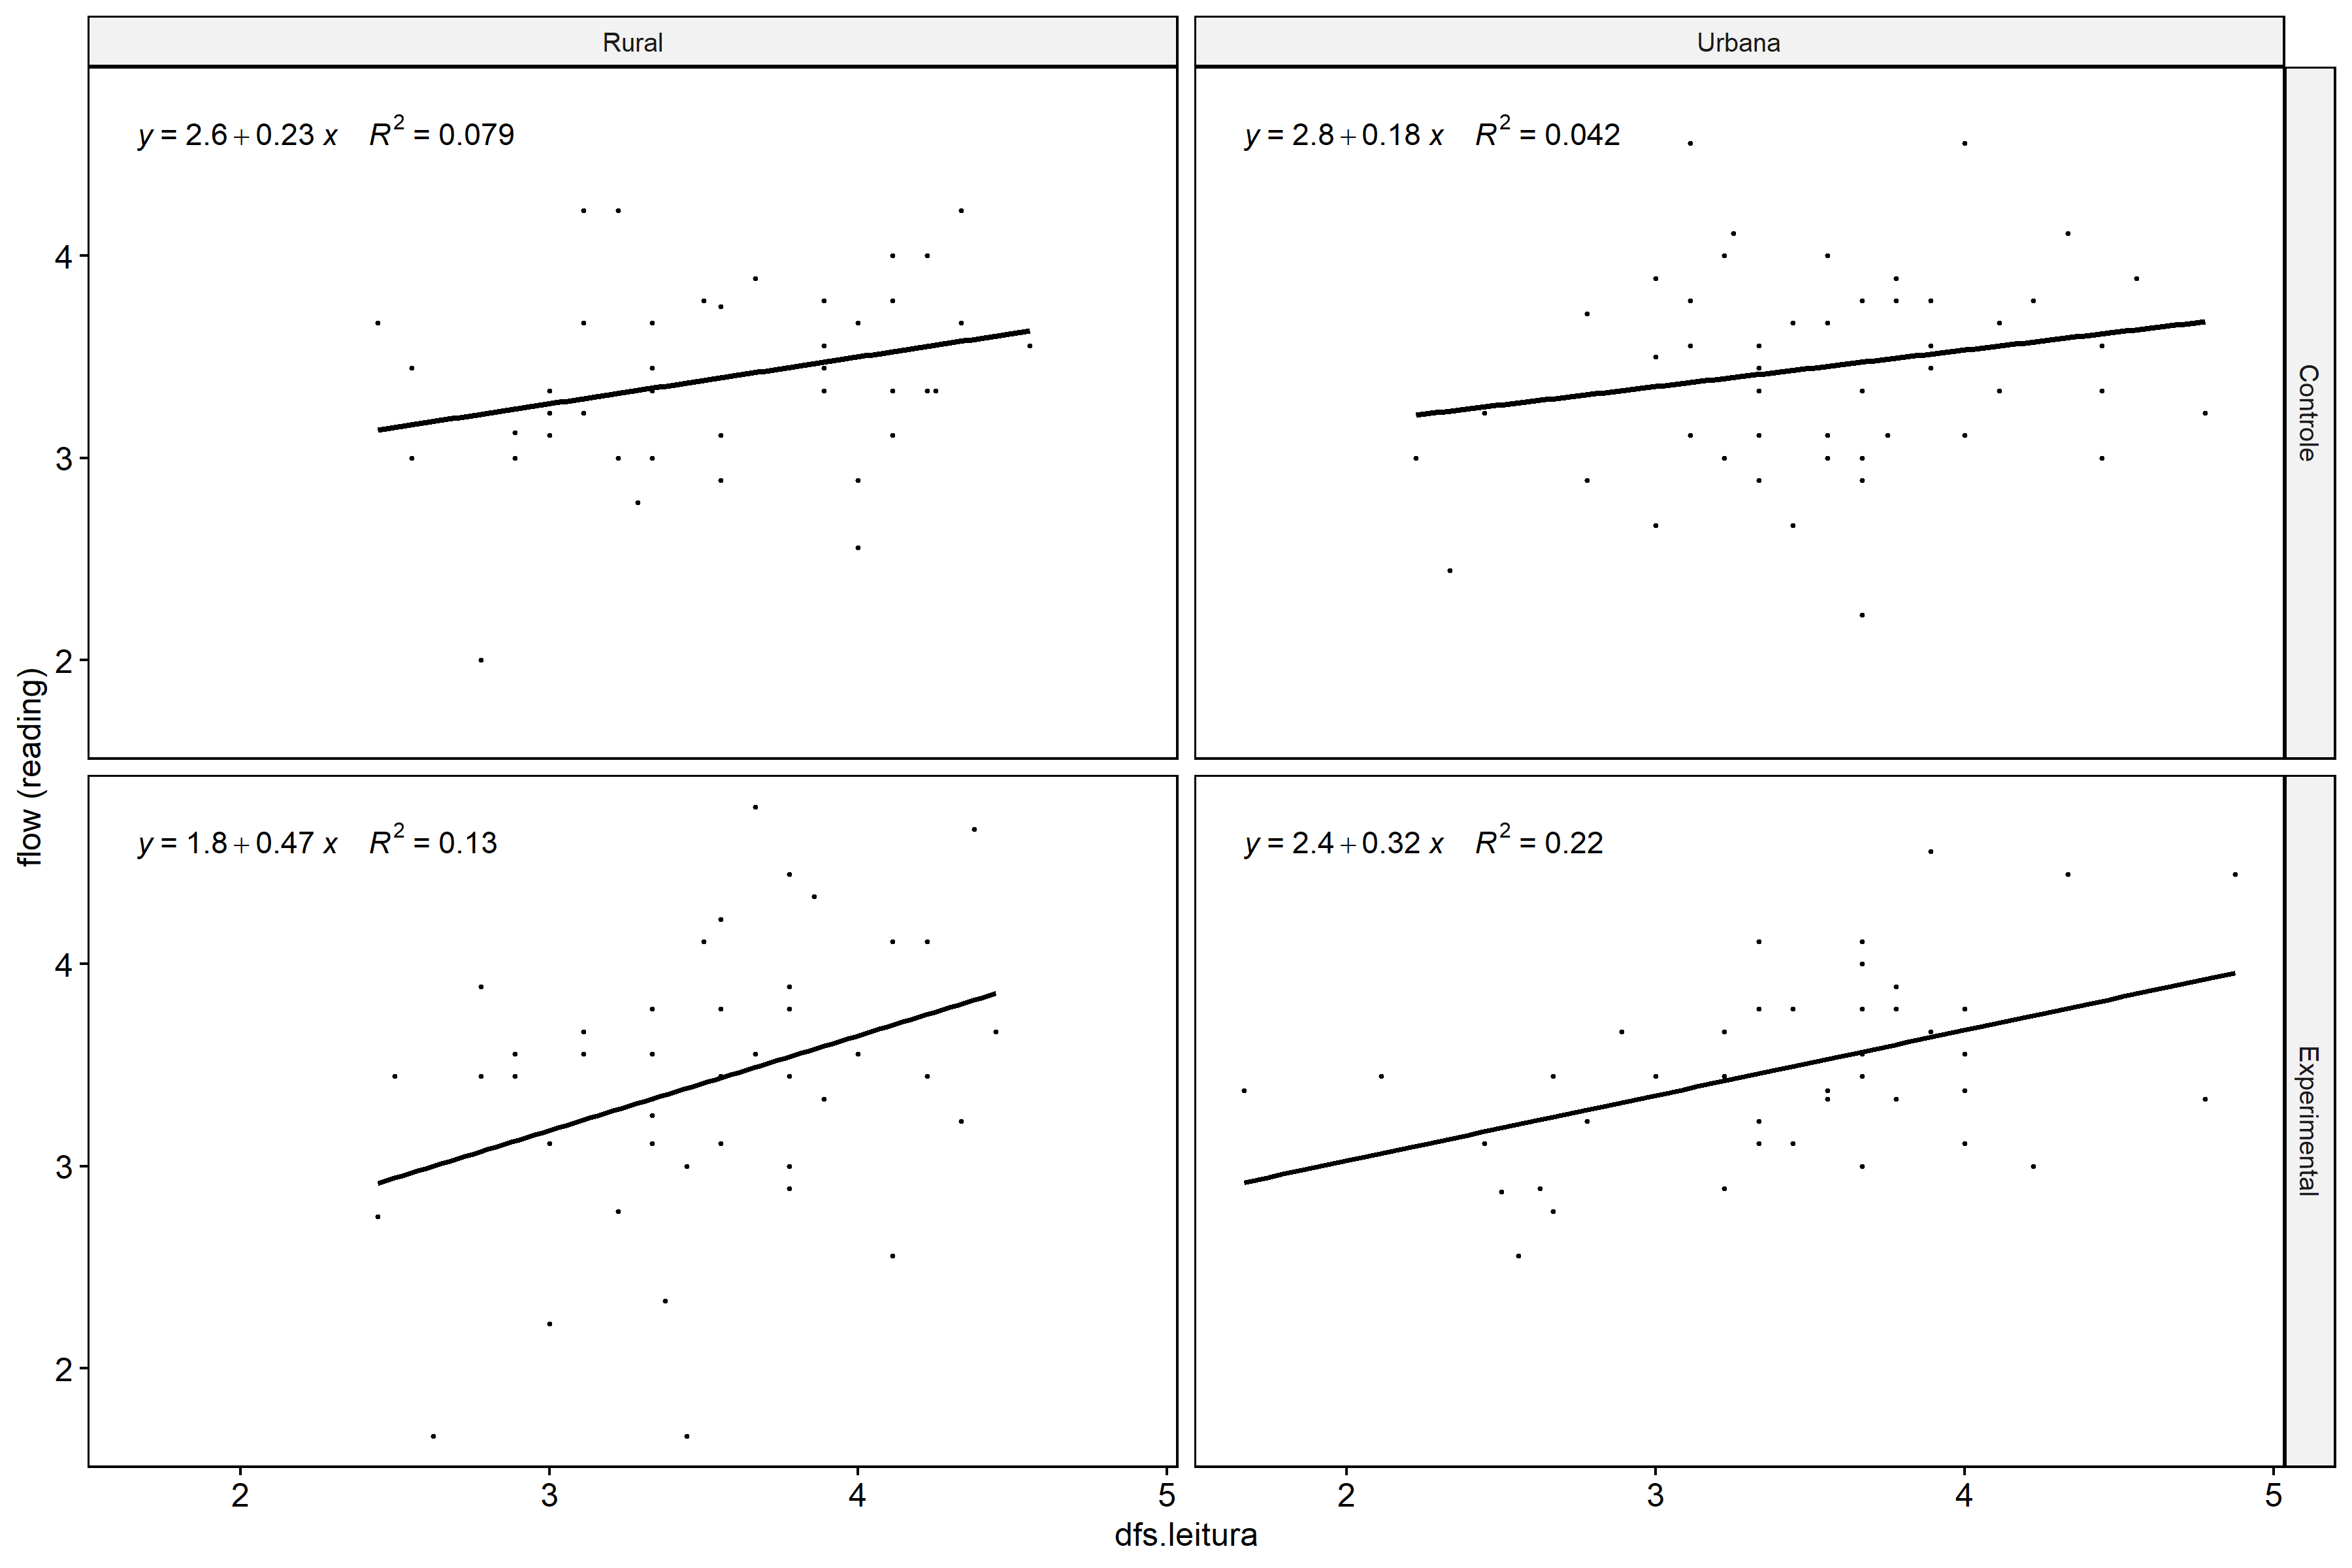 Rural
Urbana
y = 2.6 + 0.23 x R² = 0.079
y = 2.8 + 0.18 x R² = 0.042
Controle
4
3
2
flow (reading)
y = 1.8 + 0.47 x R² = 0.13
y = 2.4 + 0.32 x R² = 0.22
Experimental
4
3
2
2 3 4 5
2 3 4 5
dfs.leitura